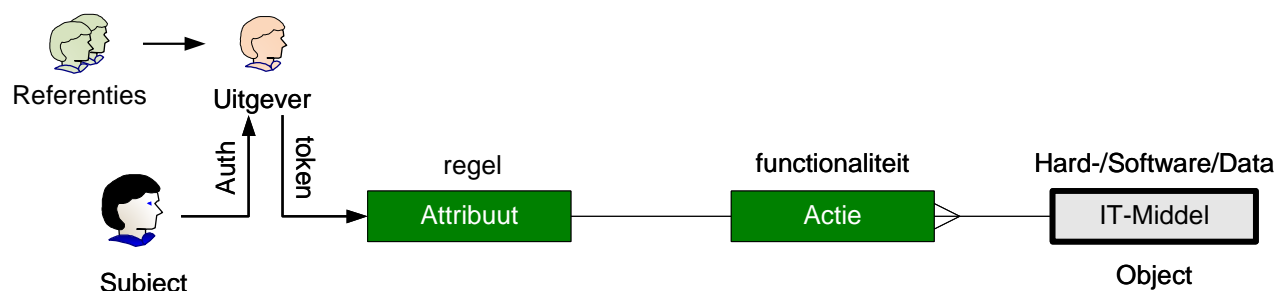 Referenties
Uitgever
Auth
token
Subject
regel
Attribuut
functionaliteit
Actie
Hard-/Software/Data
IT-Middel
Object